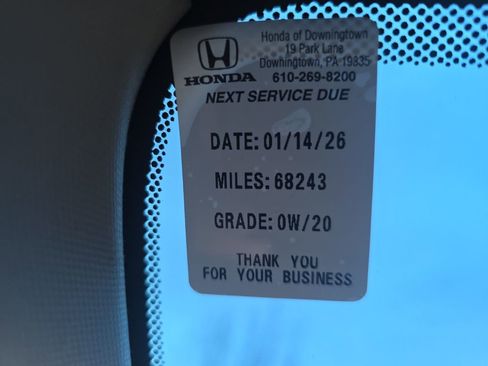 Honda of Downingtown
19 Park Lane
Downingtown, PA 19335
HONDA
610-269-8200
NEXT SERVICE DUE
DATE: 01/14/26
MILES: 68243
GRADE: 0W/20
THANK YOU
FOR YOUR BUSINESS